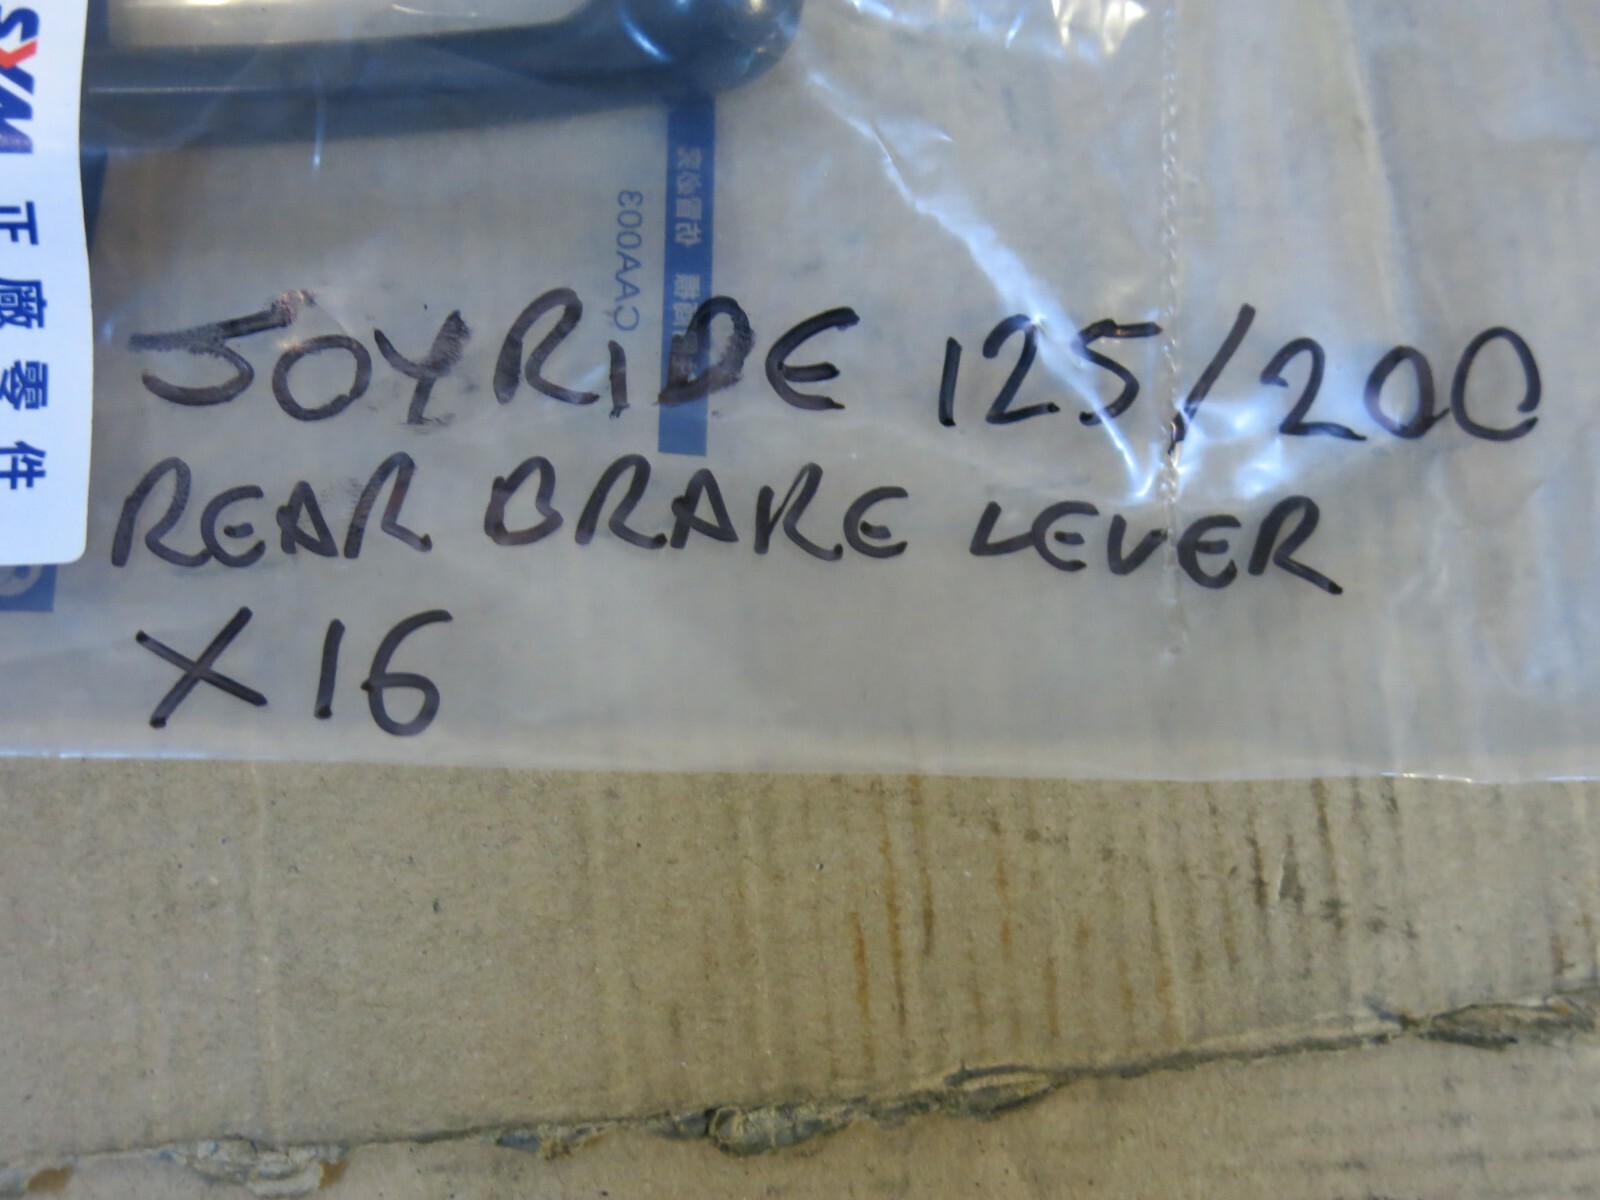 SYM 正廠零件
CAA003
JOYRIDE 125/200
REAR BRAKE LEVER
X16